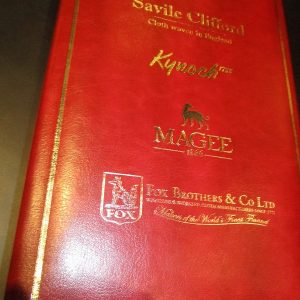 Savile Clifford
Cloth woven in England
Kynoch
MAGEE
1866
FOX
FOX BROTHERS & CO LTD
Makers of the World's Finest Flannel